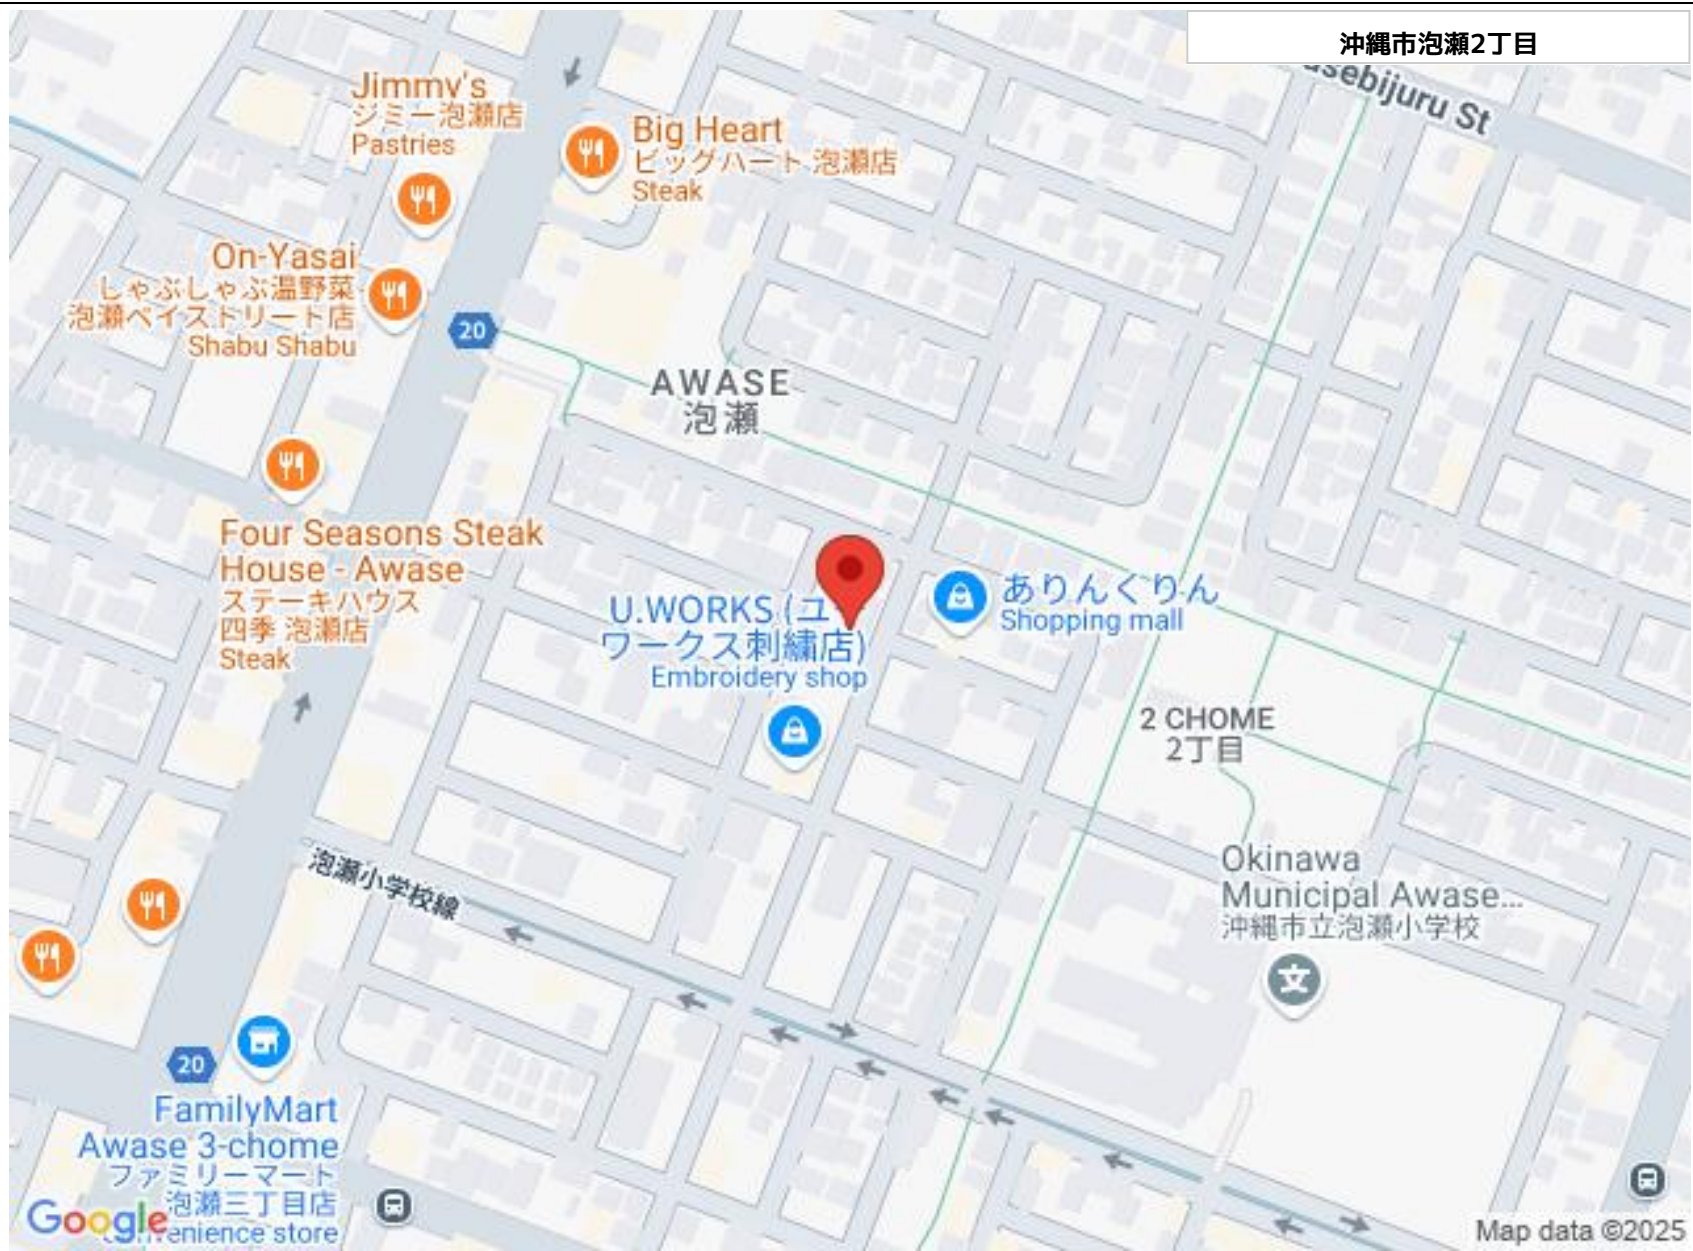 沖縄市泡瀬2丁目
Jimmy's
ジミー泡瀬店
Pastries
Big Heart
ビッグハート 泡瀬店
Steak
On-Yasai
しゃぶしゃぶ温野菜
泡瀬ベイストリート店
Shabu Shabu
20
AWASE
泡瀬
Four Seasons Steak
House - Awase
ステーキハウス
四季 泡瀬店
Steak
U.WORKS (ユー
ワークス刺繍店)
Embroidery shop
ありんくりん
Shopping mall
2 CHOME
2丁目
泡瀬小学校線
Okinawa
Municipal Awase...
沖縄市立泡瀬小学校
文
20
FamilyMart
Awase 3-chome
ファミリーマート
泡瀬三丁目店
Google
store
Map data ©2025